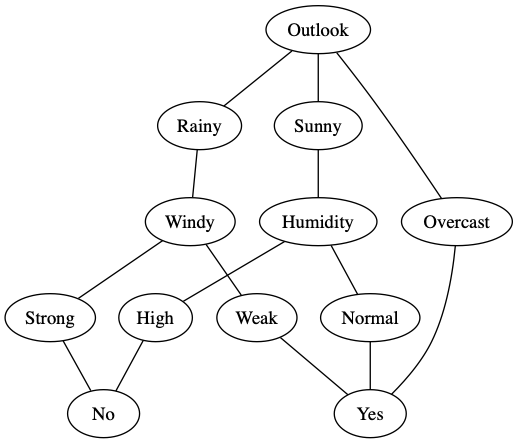 Outlook
Rainy
Sunny
Windy
Humidity
Overcast
Strong
High
Weak
Normal
No
Yes